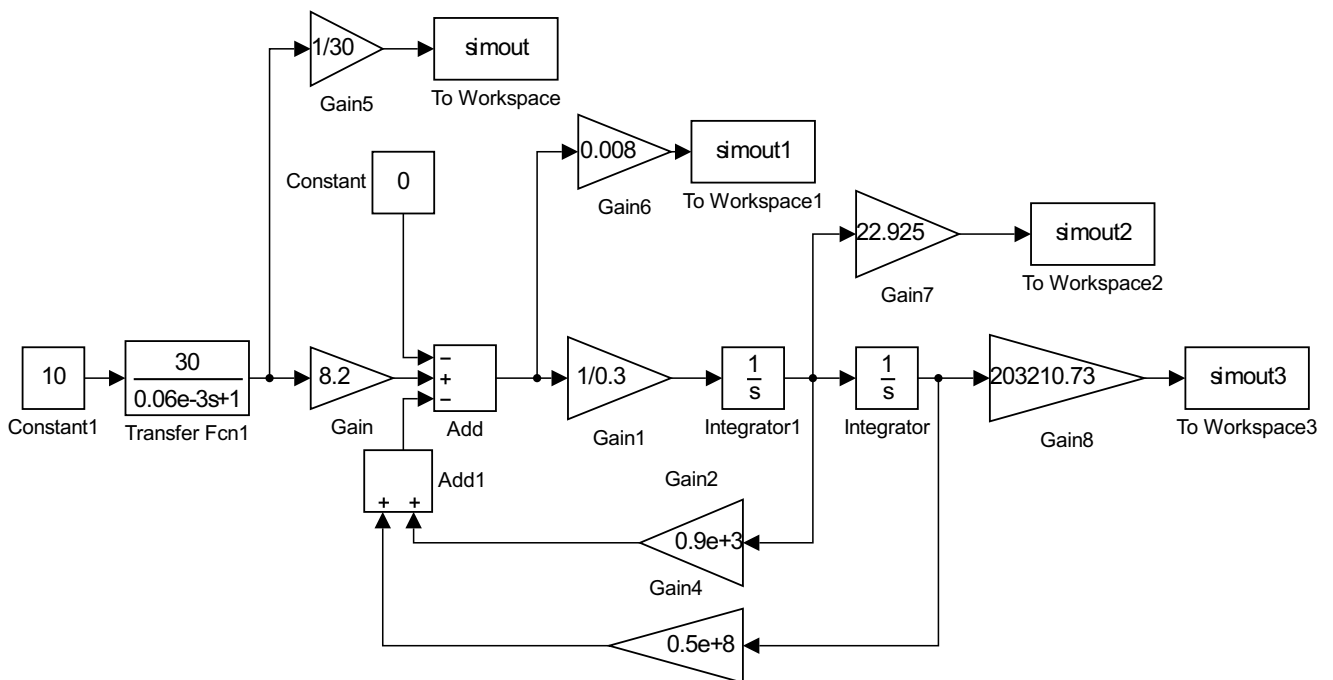 1/30
simout
Gain5
To Workspace
0.008
simout1
Constant
0
Gain6
To Workspace1
22.925
simout2
Gain7
To Workspace2
10
30
0.06e-3s+1
8.2
−
+
−
1/0.3
1
s
1
s
203210.73
simout3
Constant1
Transfer Fcn1
Gain
Add
Gain1
Integrator1
Integrator
Gain8
To Workspace3
Add1
+ +
Gain2
0.9e+3
Gain4
0.5e+8